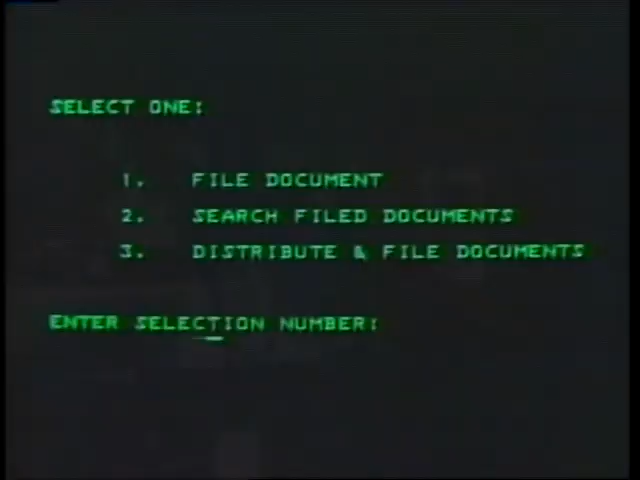 SELECT ONE:
1. FILE DOCUMENT
2. SEARCH FILED DOCUMENTS
3. DISTRIBUTE & FILE DOCUMENTS
ENTER SELECTION NUMBER: